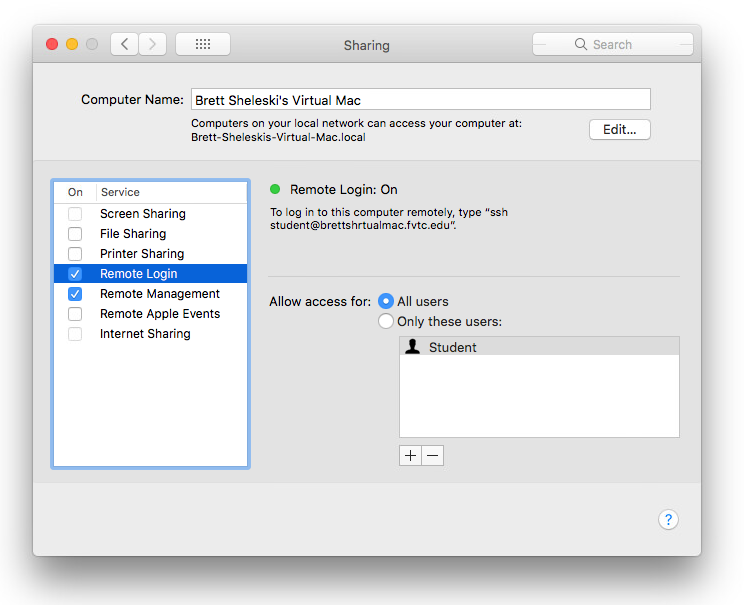 Sharing
Search
Computer Name: Brett Sheleski's Virtual Mac
Computers on your local network can access your computer at:
Brett-Sheleskis-Virtual-Mac.local
Edit...
On Service
Screen Sharing
File Sharing
Printer Sharing
Remote Login
Remote Management
Remote Apple Events
Internet Sharing
Remote Login: On
To log in to this computer remotely, type “ssh
student@brettshrtualmac.fvtc.edu”.
Allow access for: All users
Only these users:
Student
+ −
?